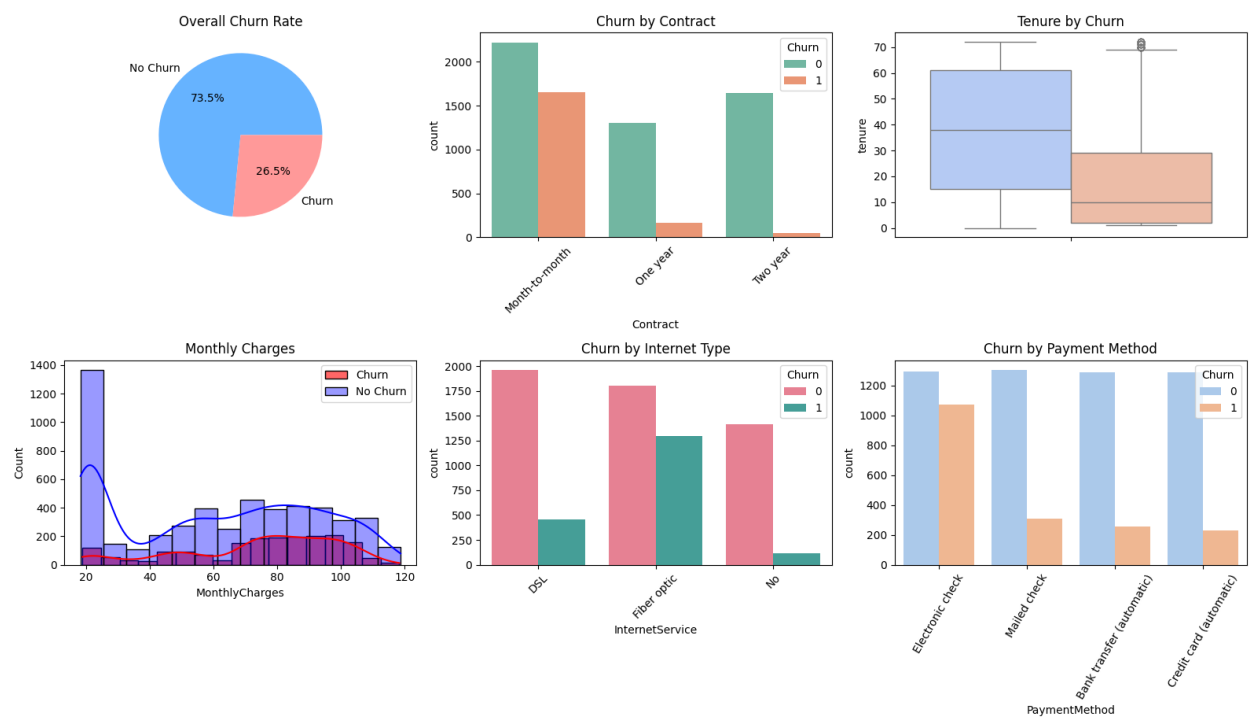 Overall Churn Rate
No Churn
73.5%
26.5%
Churn
Churn by Contract
count
2000
1500
1000
500
0
Churn
0
1
Month-to-month
One year
Two year
Contract
Tenure by Churn
tenure
70
60
50
40
30
20
10
0
Monthly Charges
Count
1400
1200
1000
800
600
400
200
0
Churn
No Churn
20 40 60 80 100 120
MonthlyCharges
Churn by Internet Type
count
2000
1750
1500
1250
1000
750
500
250
0
Churn
0
1
DSL
Fiber optic
No
InternetService
Churn by Payment Method
count
1200
1000
800
600
400
200
0
Churn
0
1
Electronic check
Mailed check
Bank transfer (automatic)
Credit card (automatic)
PaymentMethod